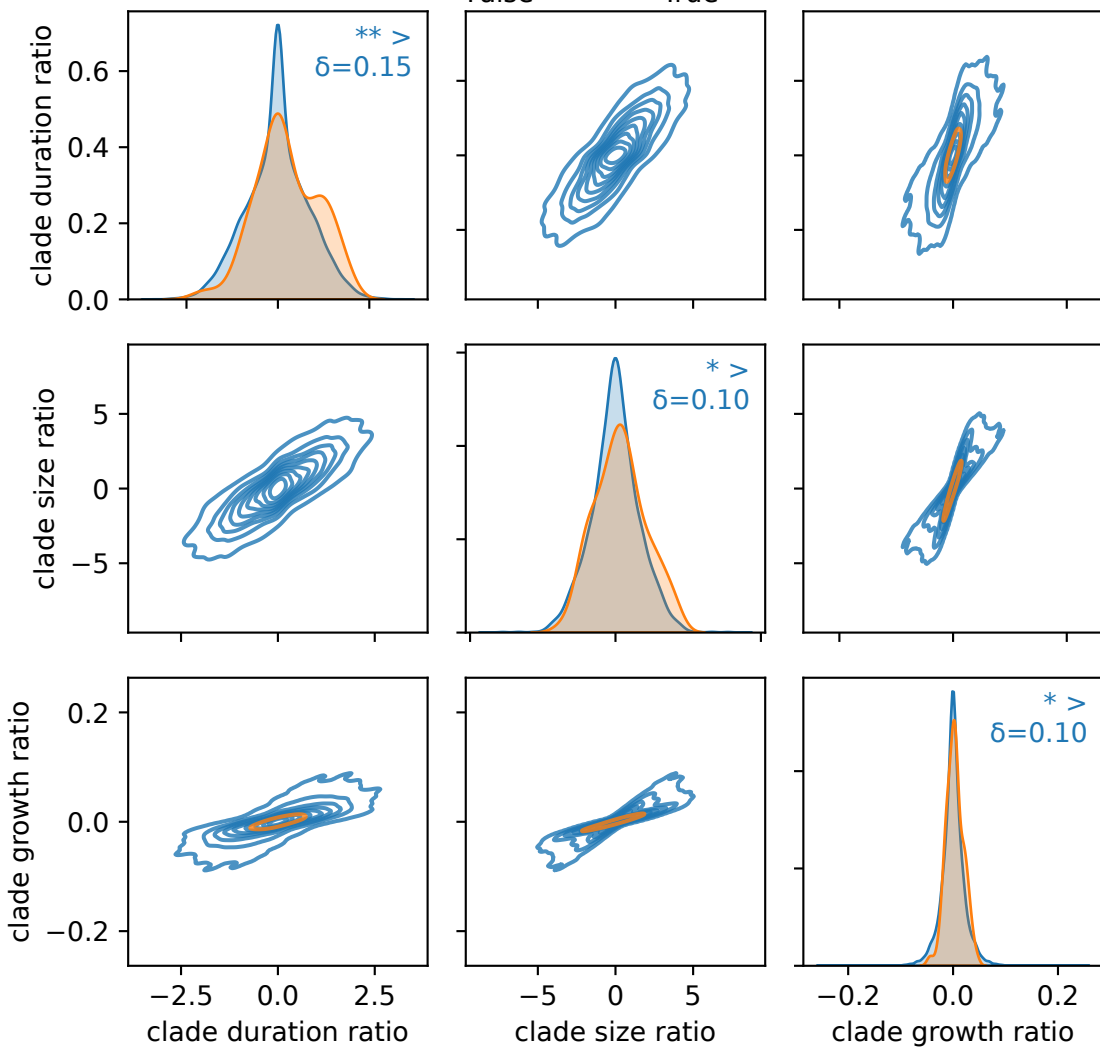 True
clade duration ratio
0.6
0.4
0.2
0.0
** >
δ=0.15
clade size ratio
5
0
−5
* >
δ=0.10
clade growth ratio
0.2
0.0
−0.2
* >
δ=0.10
−2.5 0.0 2.5
−5 0 5
−0.2 0.0 0.2
clade duration ratio
clade size ratio
clade growth ratio